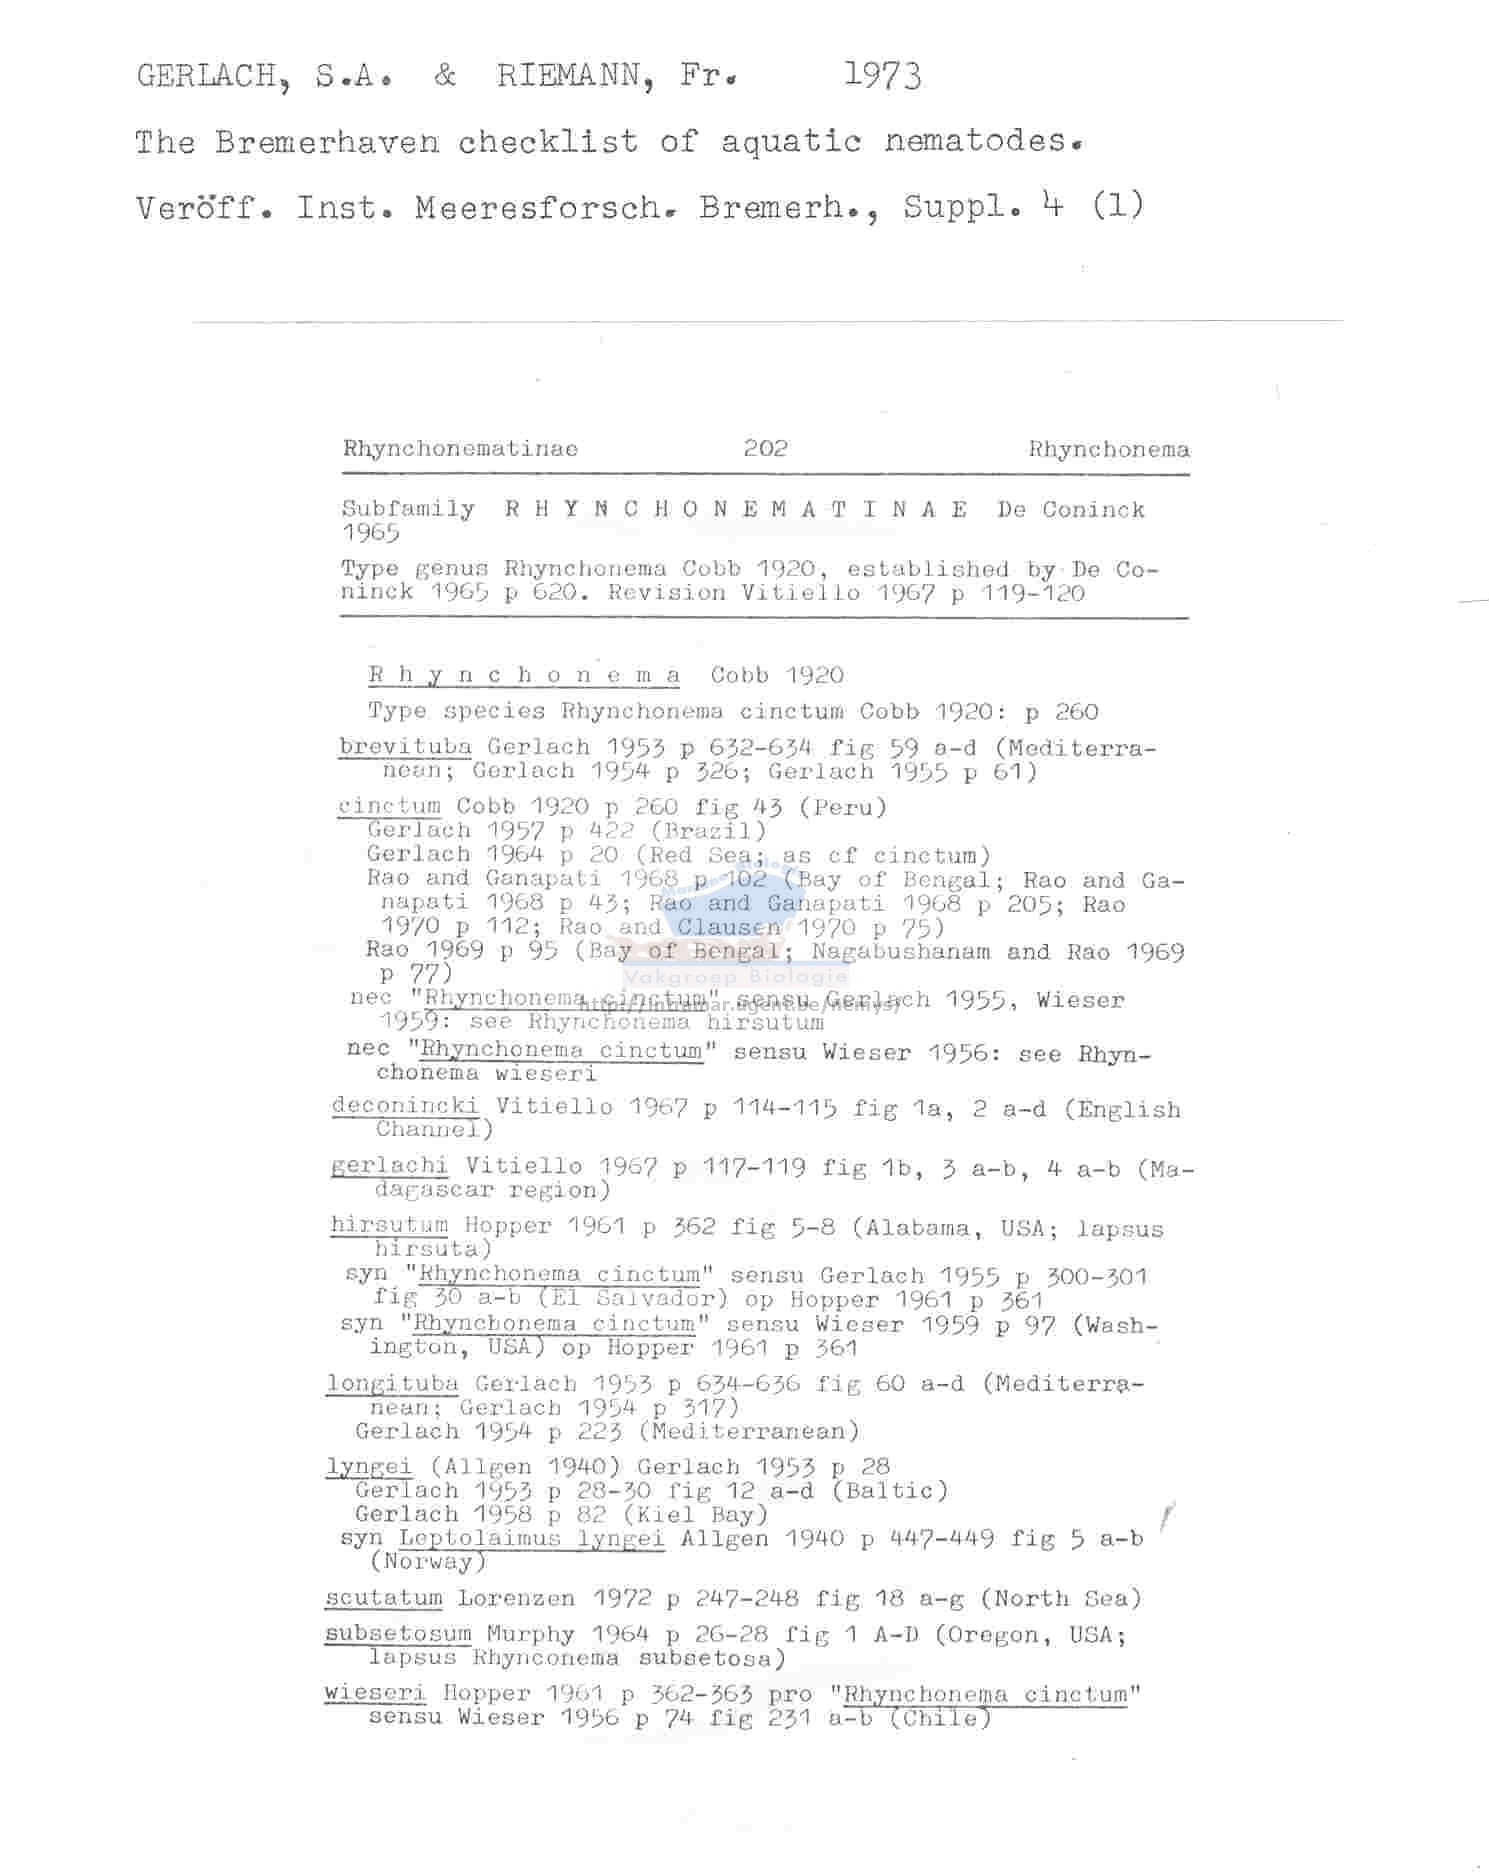 GERLACH, S.A. & RIEMANN, Fr. 1973
The Bremerhaven checklist of aquatic nematodes.
Veröff. Inst. Meeresforsch. Bremerh., Suppl. 4 (1)
Rhynchonematinae 202 Rhynchonema
Subfamily R H Y N C H O N E M A T I N A E De Coninck
1965
Type genus Rhynchonema Cobb 1920, established by De Co-
ninck 1965 p 620. Revision Vitiello 1967 p 119-120
R h y n c h o n e m a Cobb 1920
Type species Rhynchonema cinctum Cobb 1920: p 260
brevituba Gerlach 1953 p 632-634 fig 59 a-d (Mediterra-
nean; Gerlach 1954 p 326; Gerlach 1955 p 61)
cinctum Cobb 1920 p 260 fig 43 (Peru)
Gerlach 1957 p 422 (Brazil)
Gerlach 1964 p 20 (Red Sea; as cf cinctum)
Rao and Ganapati 1968 p 102 (Bay of Bengal; Rao and Ga-
napati 1968 p 43; Rao and Ganapati 1968 p 205; Rao
1970 p 112; Rao and Clausen 1970 p 75)
Rao 1969 p 95 (Bay of Bengal; Nagabushanam and Rao 1969
p 77)
Vakgroep Biologie
nec "Rhynchonema cinctum" sensu Gerlach 1955, Wieser
http://intramar.ugent.be/nemys/
1959: see Rhynchonema hirsutum
nec "Rhynchonema cinctum" sensu Wieser 1956: see Rhyn-
chonema wieseri
deconincki Vitiello 1967 p 114-115 fig 1a, 2 a-d (English
Channel)
gerlachi Vitiello 1967 p 117-119 fig 1b, 3 a-b, 4 a-b (Ma-
dagascar region)
hirsutum Hopper 1961 p 362 fig 5-8 (Alabama, USA; lapsus
hirsuta)
syn "Rhynchonema cinctum" sensu Gerlach 1955 p 300-301
fig 30 a-b (El Salvador) op Hopper 1961 p 361
syn "Rhynchonema cinctum" sensu Wieser 1959 p 97 (Wash-
ington, USA) op Hopper 1961 p 361
longituba Gerlach 1953 p 634-636 fig 60 a-d (Mediterra-
nean; Gerlach 1954 p 317)
Gerlach 1954 p 223 (Mediterranean)
lyngei (Allgen 1940) Gerlach 1953 p 28
Gerlach 1953 p 28-30 fig 12 a-d (Baltic)
Gerlach 1958 p 82 (Kiel Bay)
syn Leptolaimus lyngei Allgen 1940 p 447-449 fig 5 a-b
(Norway)
scutatum Lorenzen 1972 p 247-248 fig 18 a-g (North Sea)
subsetosum Murphy 1964 p 26-28 fig 1 A-D (Oregon, USA;
lapsus Rhynconema subsetosa)
wieseri Hopper 1961 p 362-363 pro "Rhynchonema cinctum"
sensu Wieser 1956 p 74 fig 231 a-b (Chile)